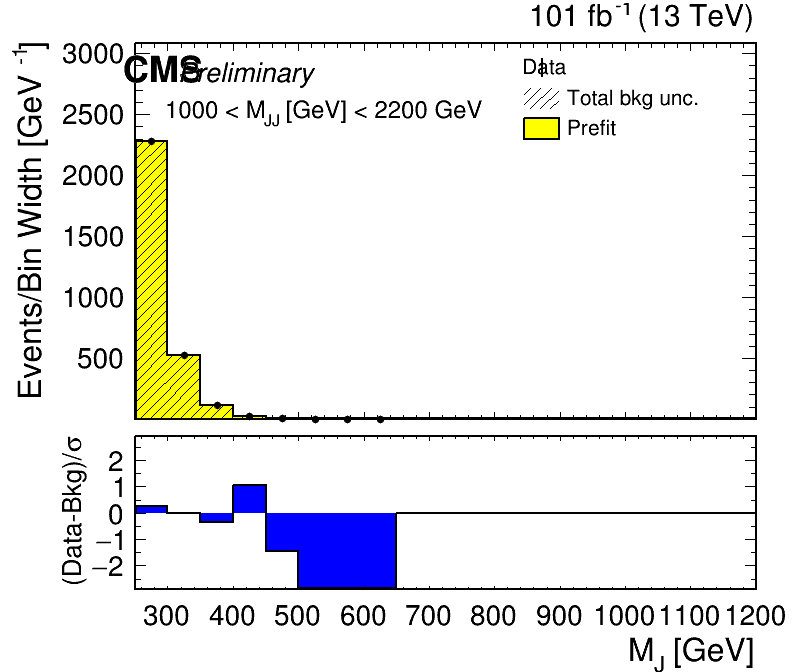 101 fb⁻¹ (13 TeV)
CMS Preliminary
1000 < M_JJ [GeV] < 2200 GeV
Data
Total bkg unc.
Prefit
Events/Bin Width [GeV⁻¹]
3000
2500
2000
1500
1000
500
(Data-Bkg)/σ
2
1
0
−1
−2
300 400 500 600 700 800 900 1000 1100 1200
M_J [GeV]